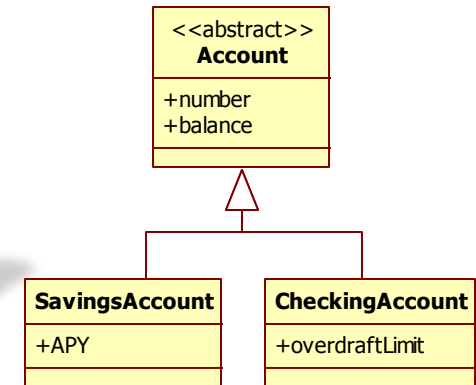 <<abstract>>
Account
+number
+balance
SavingsAccount
CheckingAccount
+APY
+overdraftLimit